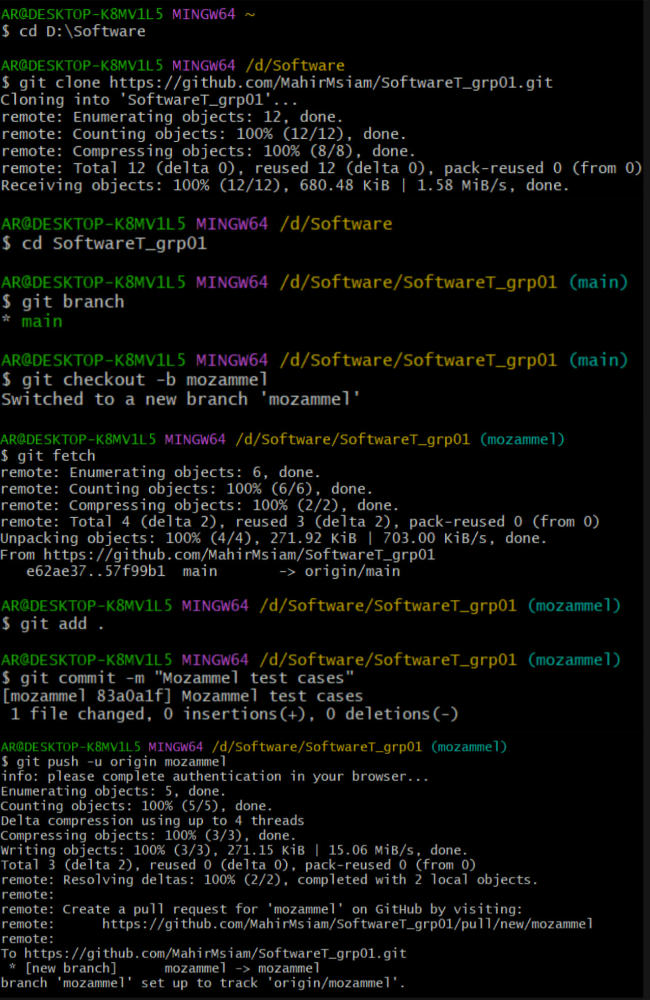 AR@DESKTOP-K8MV1L5 MINGW64 ~
$ cd D:\Software
AR@DESKTOP-K8MV1L5 MINGW64 /d/Software
$ git clone https://github.com/MahirMsiam/SoftwareT_grp01.git
Cloning into 'SoftwareT_grp01'...
remote: Enumerating objects: 12, done.
remote: Counting objects: 100% (12/12), done.
remote: Compressing objects: 100% (8/8), done.
remote: Total 12 (delta 0), reused 12 (delta 0), pack-reused 0 (from 0)
Receiving objects: 100% (12/12), 680.48 KiB | 1.58 MiB/s, done.
AR@DESKTOP-K8MV1L5 MINGW64 /d/Software
$ cd SoftwareT_grp01
AR@DESKTOP-K8MV1L5 MINGW64 /d/Software/SoftwareT_grp01 (main)
$ git branch
* main
AR@DESKTOP-K8MV1L5 MINGW64 /d/Software/SoftwareT_grp01 (main)
$ git checkout -b mozammel
Switched to a new branch 'mozammel'
AR@DESKTOP-K8MV1L5 MINGW64 /d/Software/SoftwareT_grp01 (mozammel)
$ git fetch
remote: Enumerating objects: 6, done.
remote: Counting objects: 100% (6/6), done.
remote: Compressing objects: 100% (2/2), done.
remote: Total 4 (delta 2), reused 3 (delta 2), pack-reused 0 (from 0)
Unpacking objects: 100% (4/4), 271.92 KiB | 703.00 KiB/s, done.
From https://github.com/MahirMsiam/SoftwareT_grp01
   e62ae37..57f99b1  main       -> origin/main
AR@DESKTOP-K8MV1L5 MINGW64 /d/Software/SoftwareT_grp01 (mozammel)
$ git add .
AR@DESKTOP-K8MV1L5 MINGW64 /d/Software/SoftwareT_grp01 (mozammel)
$ git commit -m "Mozammel test cases"
[mozammel 83a0a1f] Mozammel test cases
 1 file changed, 0 insertions(+), 0 deletions(-)
AR@DESKTOP-K8MV1L5 MINGW64 /d/Software/SoftwareT_grp01 (mozammel)
$ git push -u origin mozammel
info: please complete authentication in your browser...
Enumerating objects: 5, done.
Counting objects: 100% (5/5), done.
Delta compression using up to 4 threads
Compressing objects: 100% (3/3), done.
Writing objects: 100% (3/3), 271.15 KiB | 15.06 MiB/s, done.
Total 3 (delta 2), reused 0 (delta 0), pack-reused 0 (from 0)
remote: Resolving deltas: 100% (2/2), completed with 2 local objects.
remote:
remote: Create a pull request for 'mozammel' on GitHub by visiting:
remote:      https://github.com/MahirMsiam/SoftwareT_grp01/pull/new/mozammel
remote:
To https://github.com/MahirMsiam/SoftwareT_grp01.git
 * [new branch]      mozammel -> mozammel
branch 'mozammel' set up to track 'origin/mozammel'.